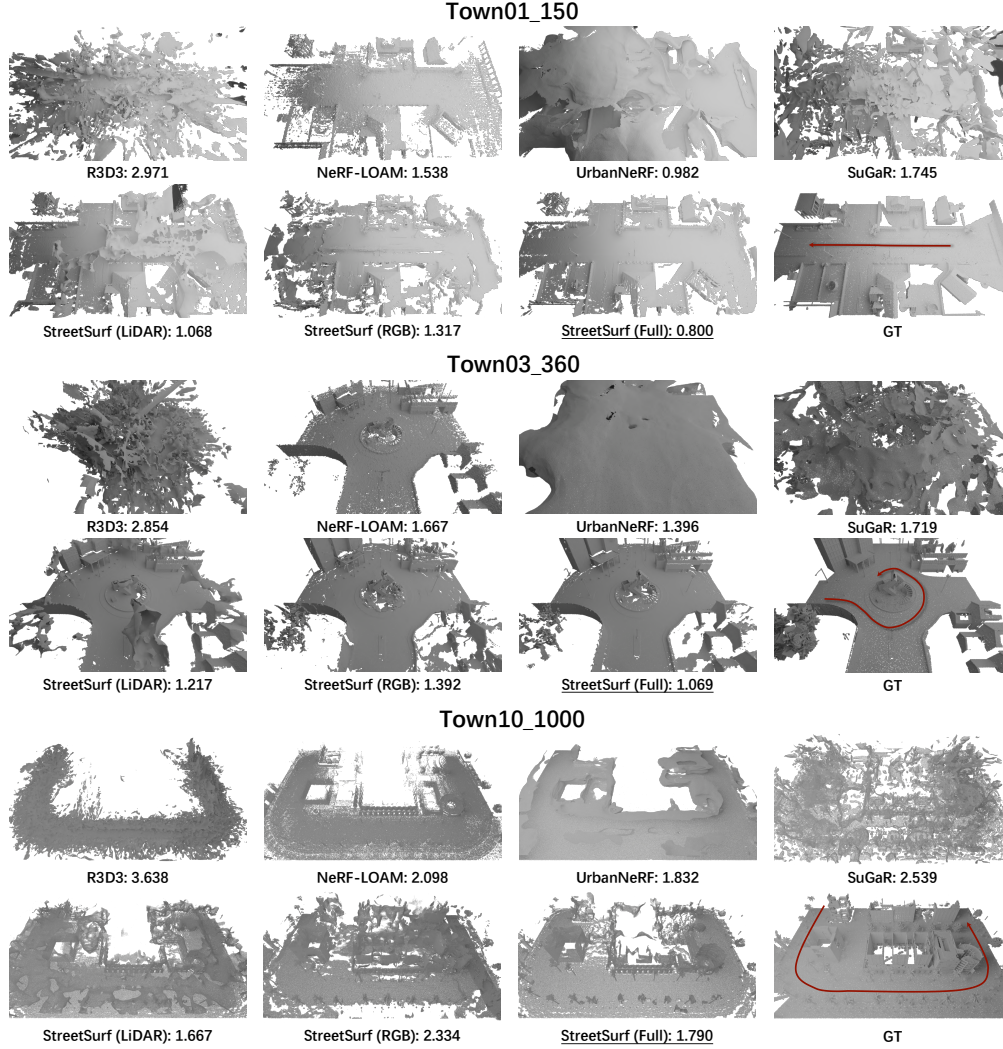 Town01_150
R3D3: 2.971
NeRF-LOAM: 1.538
UrbanNeRF: 0.982
SuGaR: 1.745
StreetSurf (LiDAR): 1.068
StreetSurf (RGB): 1.317
StreetSurf (Full): 0.800
GT
Town03_360
R3D3: 2.854
NeRF-LOAM: 1.667
UrbanNeRF: 1.396
SuGaR: 1.719
StreetSurf (LiDAR): 1.217
StreetSurf (RGB): 1.392
StreetSurf (Full): 1.069
GT
Town10_1000
R3D3: 3.638
NeRF-LOAM: 2.098
UrbanNeRF: 1.832
SuGaR: 2.539
StreetSurf (LiDAR): 1.667
StreetSurf (RGB): 2.334
StreetSurf (Full): 1.790
GT